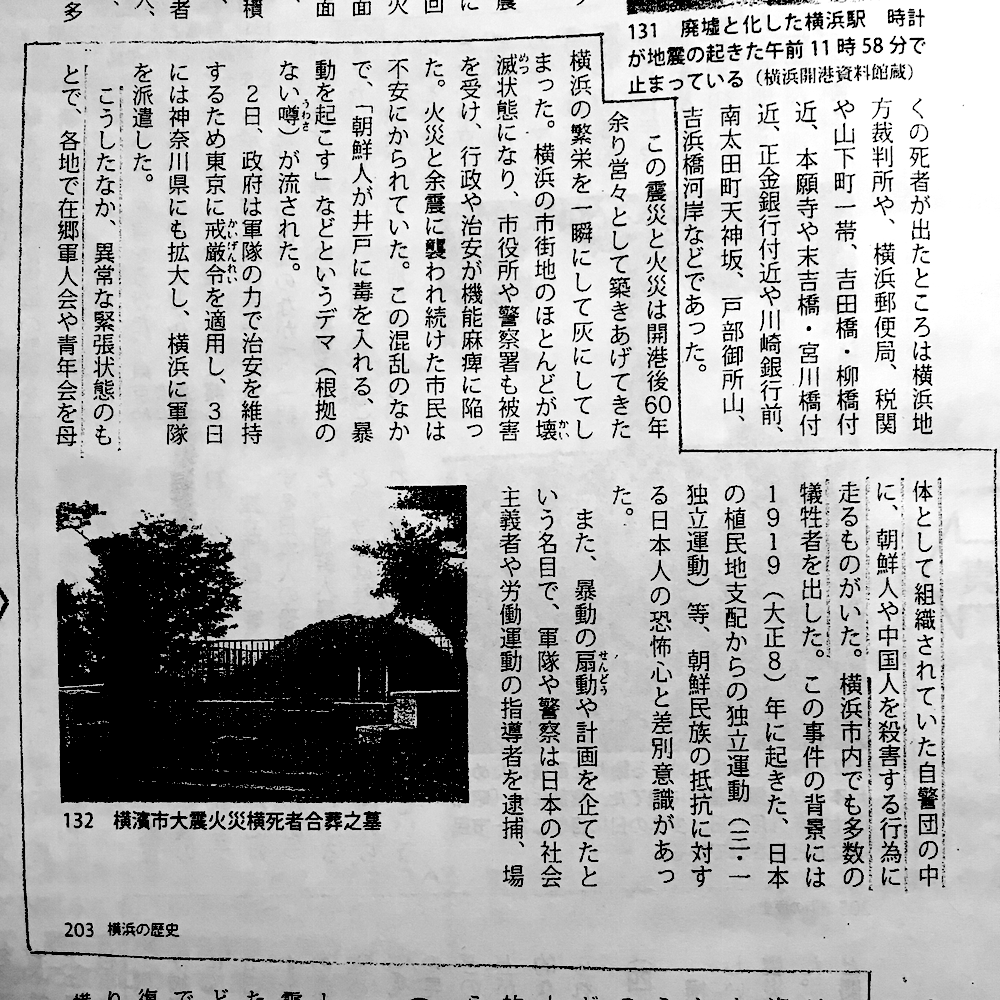 131 廃墟と化した横浜駅 時計
が地震の起きた午前11時58分で
止まっている（横浜開港資料館蔵）
くの死者が出たところは横浜地
方裁判所や、横浜郵便局、税関
や山下町一帯、吉田橋・柳橋付
近、本願寺や末吉橋・宮川橋付
近、正金銀行付近や川崎銀行前、
南太田町天神坂、戸部御所山、
吉浜橋河岸などであった。
この震災と火災は開港後60年
余り営々として築きあげてきた
横浜の繁栄を一瞬にして灰にしてし
まった。横浜の市街地のほとんどが壊
滅状態になり、市役所や警察署も被害
を受け、行政や治安が機能麻痺に陥っ
た。火災と余震に襲われ続けた市民は
不安にかられていた。この混乱のなか
で、「朝鮮人が井戸に毒を入れる、暴
動を起こす」などというデマ（根拠の
ない噂）が流された。
2日、政府は軍隊の力で治安を維持
するため東京に戒厳令を適用し、3日
には神奈川県にも拡大し、横浜に軍隊
を派遣した。
こうしたなか、異常な緊張状態のも
とで、各地で在郷軍人会や青年会を母
体として組織されていた自警団の中
に、朝鮮人や中国人を殺害する行為に
走るものがいた。横浜市内でも多数の
犠牲者を出した。この事件の背景には
1919（大正8）年に起きた、日本
の植民地支配からの独立運動（三・一
独立運動）等、朝鮮民族の抵抗に対す
る日本人の恐怖心と差別意識があっ
た。
また、暴動の扇動や計画を企てたと
いう名目で、軍隊や警察は日本の社会
主義者や労働運動の指導者を逮捕、場
132 横濱市大震火災横死者合葬之墓
203 横浜の歴史